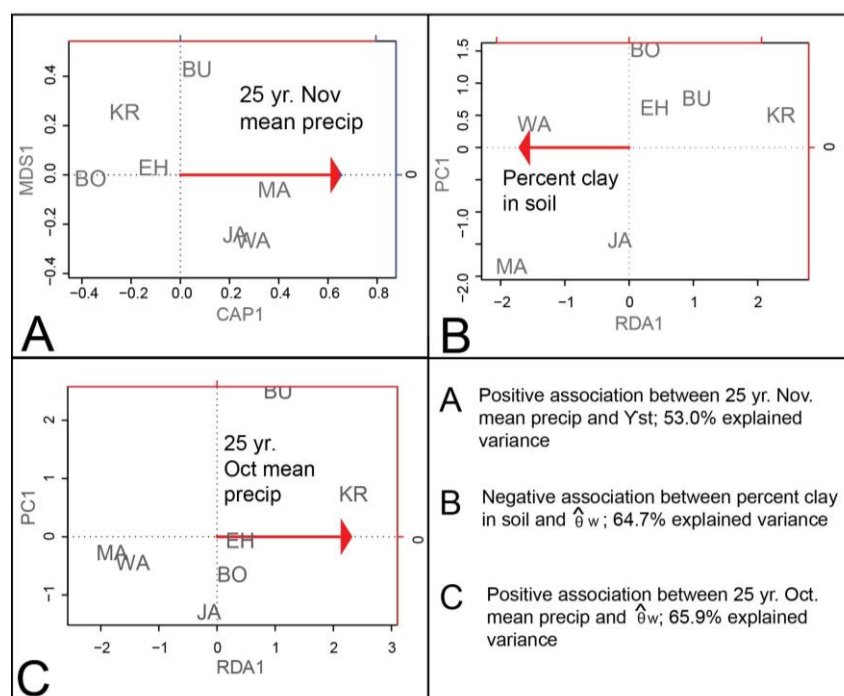 A
MDS1
0.4
0.2
0.0
−0.2
−0.4
BU
KR
25 yr. Nov
mean precip
EH
BO
MA
JA
WA
0
−0.4 −0.2 0.0 0.2 0.4 0.6 0.8
CAP1
B
PC1
1.5
1.0
0.5
0
−1.0
−2.0
BO
BU
EH
KR
WA
Percent clay
in soil
JA
MA
0
−2 −1 0 1 2
RDA1
C
PC1
2
1
0
−1
BU
25 yr.
Oct mean
precip
KR
EH
MA
WA
BO
JA
0
−2 −1 0 1 2 3
RDA1
A Positive association between 25 yr. Nov.
mean precip and ϒst; 53.0% explained
variance
B Negative association between percent clay
in soil and θ̂ w; 64.7% explained variance
C Positive association between 25 yr. Oct.
mean precip and θ̂w; 65.9% explained
variance